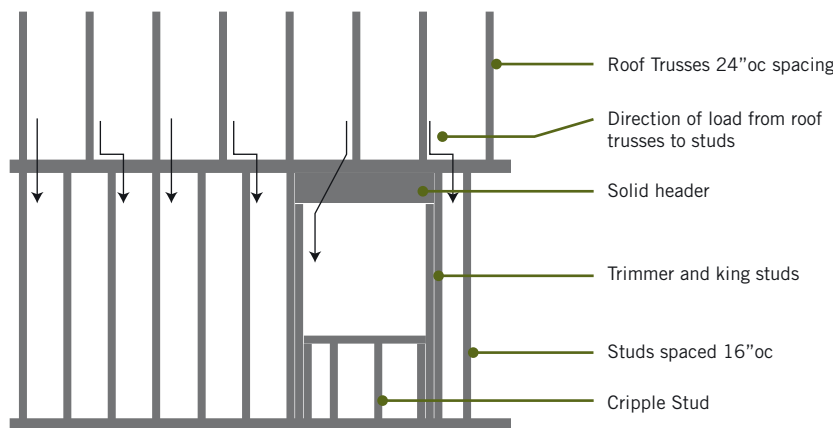 Roof Trusses 24”oc spacing
Direction of load from roof
trusses to studs
Solid header
Trimmer and king studs
Studs spaced 16”oc
Cripple Stud